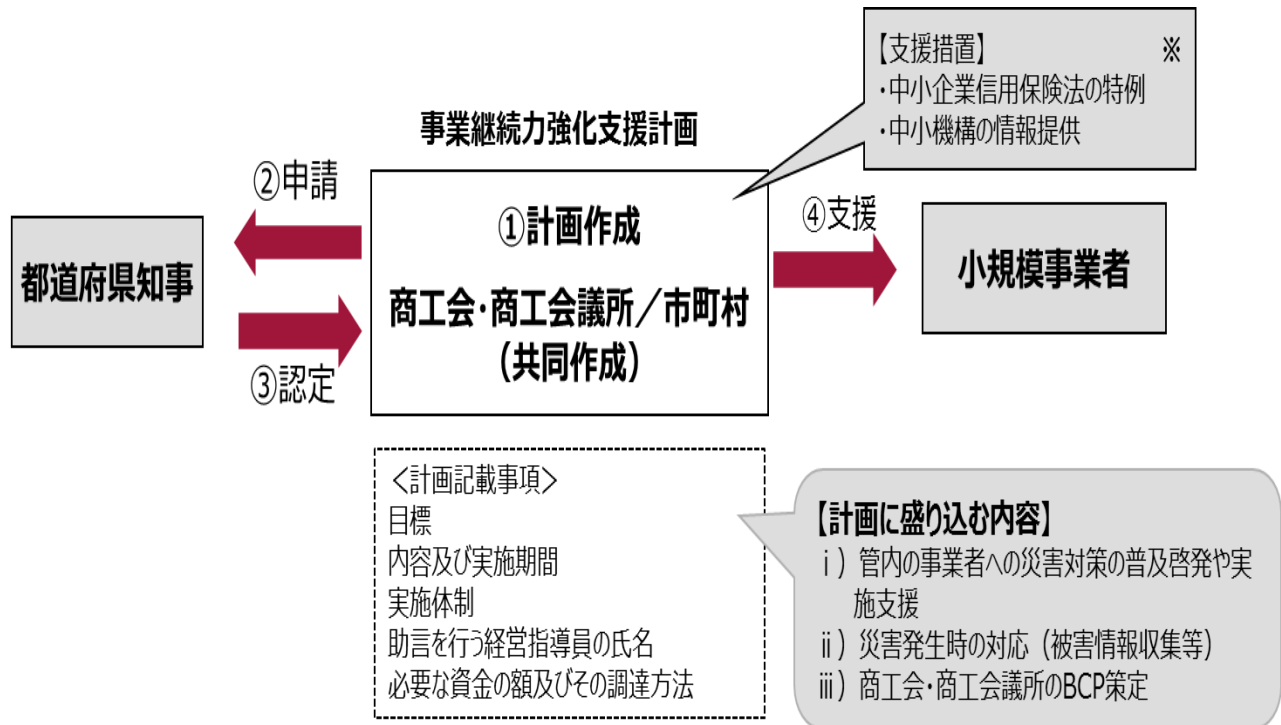 【支援措置】 ※
・中小企業信用保険法の特例
・中小機構の情報提供
事業継続力強化支援計画
②申請
①計画作成
④支援
都道府県知事
商工会・商工会議所／市町村
（共同作成）
小規模事業者
③認定
＜計画記載事項＞
目標
内容及び実施期間
実施体制
助言を行う経営指導員の氏名
必要な資金の額及びその調達方法
【計画に盛り込む内容】
ⅰ）管内の事業者への災害対策の普及啓発や実
施支援
ⅱ）災害発生時の対応（被害情報収集等）
ⅲ）商工会・商工会議所のBCP策定